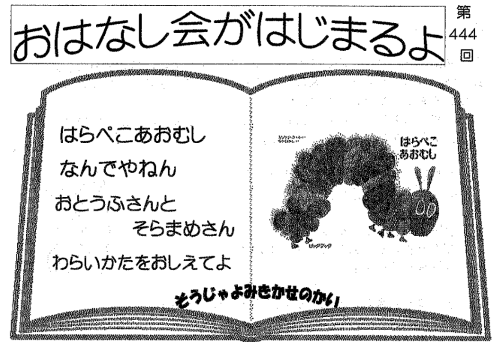 おはなし会がはじまるよ
第
444
回
はらぺこあおむし
なんでやねん
おとうふさんと
そらまめさん
わらいかたをおしえてよ
はらぺこ
あおむし
そうじゃよみきかせのかい